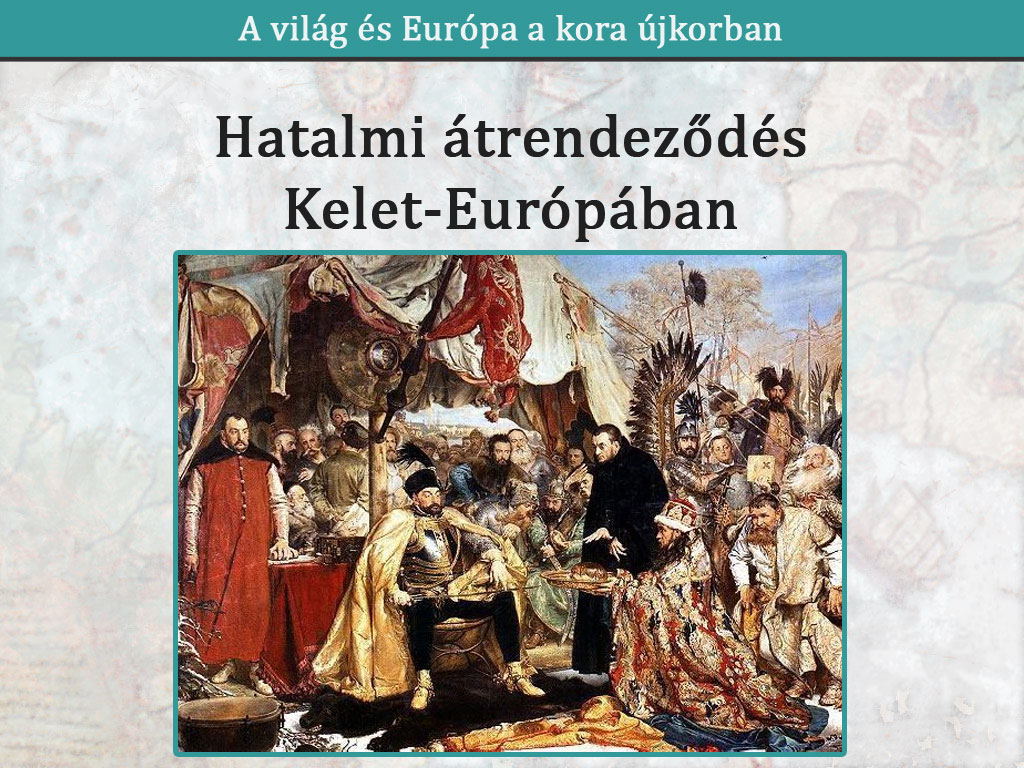 A világ és Európa a kora újkorban
Hatalmi átrendeződés
Kelet-Európában